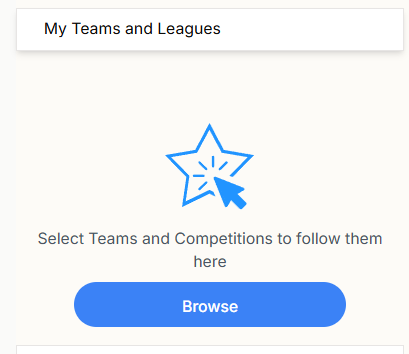 My Teams and Leagues
Select Teams and Competitions to follow them
here
Browse